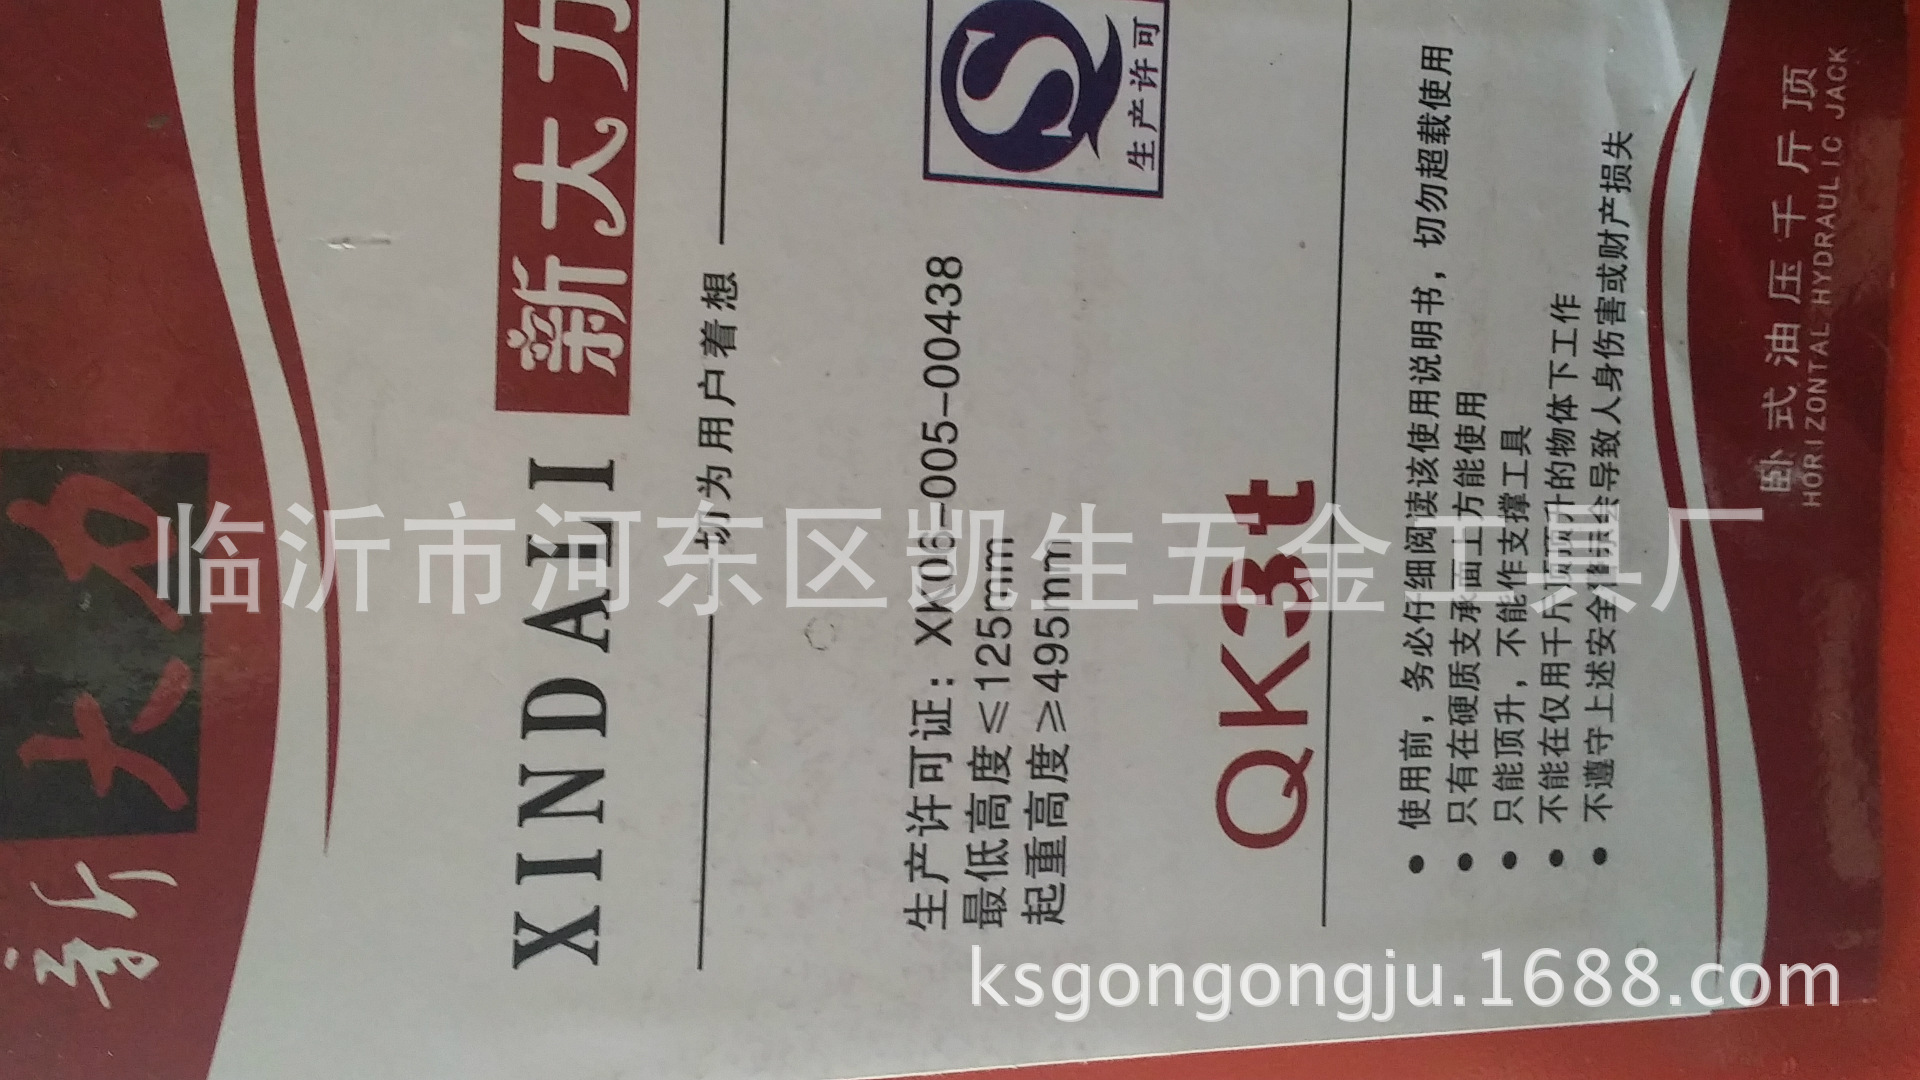 新大力
XINDALI 新大力
一切为用户着想
生产许可证：XK06-005-00438
最低高度≤125mm
起重高度≥495mm
生产许可
QK3t
● 使用前，务必仔细阅读该使用说明书，切勿超载使用
● 只有在硬质支承面上方能使用
● 只能顶升，不能作支撑工具
● 不能在仅用千斤顶顶升的物体下工作
● 不遵守上述安全信条会导致人身伤害或财产损失
卧式油压千斤顶
HORIZONTAL HYDRAULIC JACK
临沂市河东区凯生五金工具厂
ksgongongju.1688.com